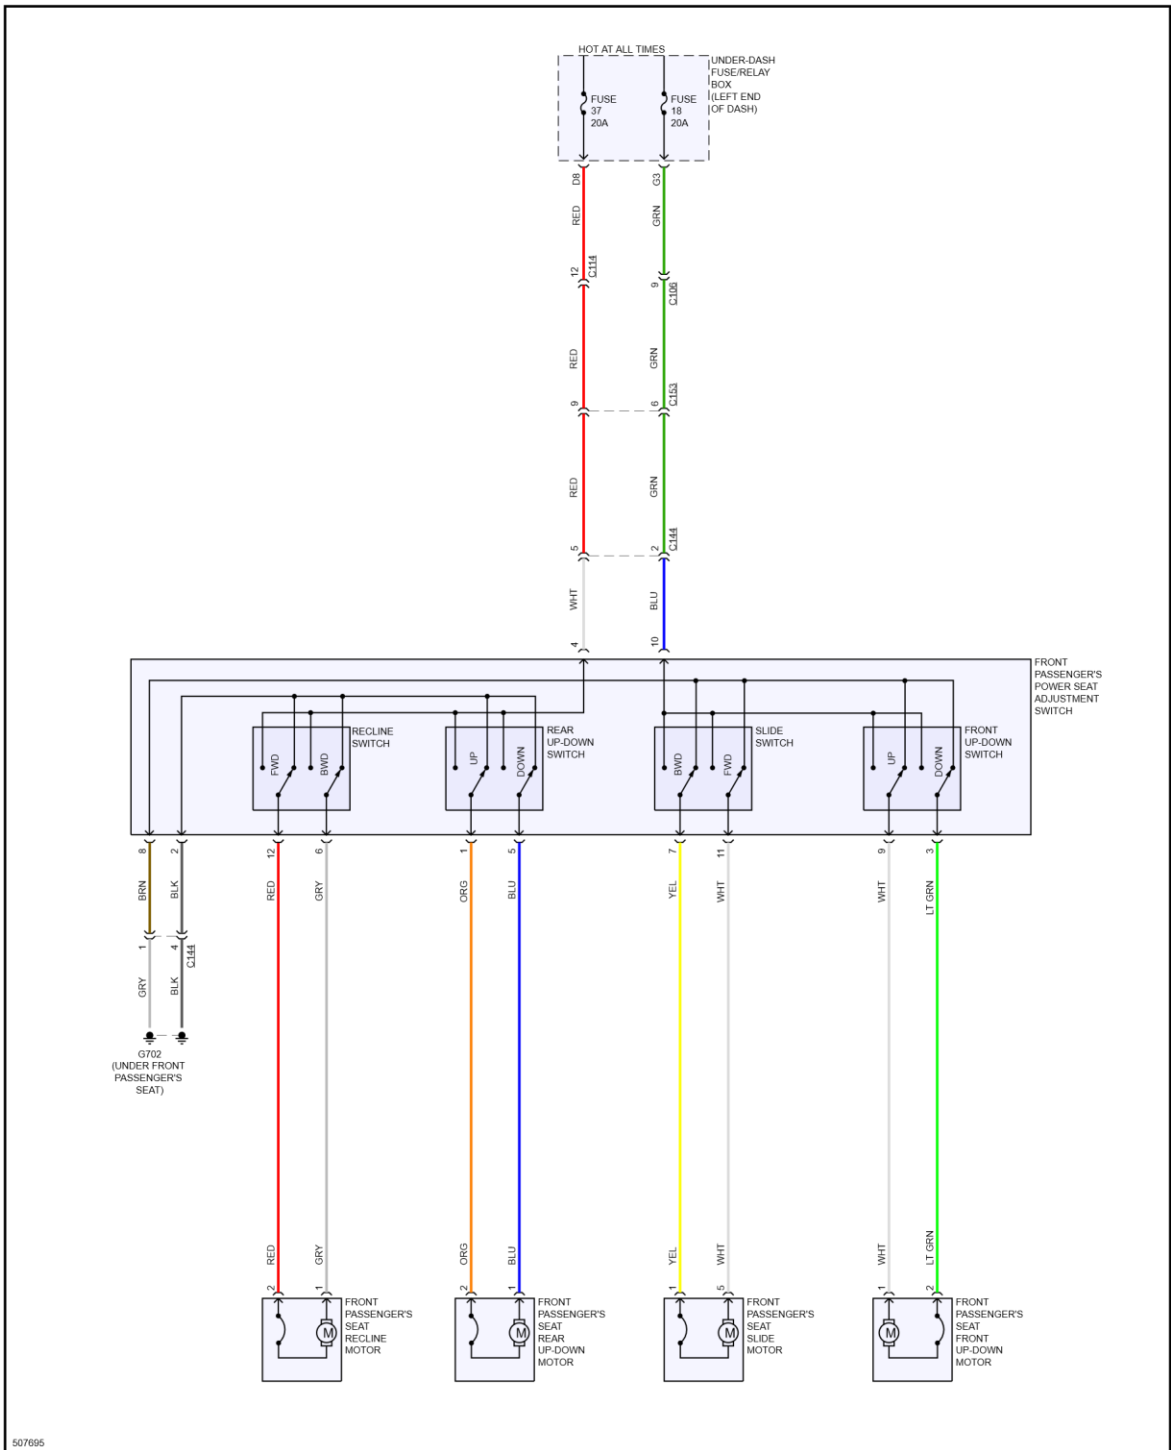 HOT AT ALL TIMES
UNDER-DASH
FUSE/RELAY
BOX
(LEFT END
OF DASH)
FUSE
37
20A
FUSE
18
20A
D8
G3
RED
GRN
12
C114
9
C106
RED
GRN
9
6
C153
RED
GRN
5
2
C144
WHT
BLU
4
10
FRONT
PASSENGER'S
POWER SEAT
ADJUSTMENT
SWITCH
RECLINE
SWITCH
FWD
BWD
REAR
UP-DOWN
SWITCH
UP
DOWN
SLIDE
SWITCH
BWD
FWD
FRONT
UP-DOWN
SWITCH
UP
DOWN
8
2
12
6
1
5
7
11
9
3
BRN
BLK
RED
GRY
ORG
BLU
YEL
WHT
WHT
LT GRN
1
4
C144
GRY
BLK
G702
(UNDER FRONT
PASSENGER'S
SEAT)
RED
GRY
ORG
BLU
YEL
WHT
WHT
LT GRN
2
1
2
1
1
5
1
2
M
FRONT
PASSENGER'S
SEAT
RECLINE
MOTOR
M
FRONT
PASSENGER'S
SEAT
REAR
UP-DOWN
MOTOR
M
FRONT
PASSENGER'S
SEAT
SLIDE
MOTOR
M
FRONT
PASSENGER'S
SEAT
FRONT
UP-DOWN
MOTOR
507695